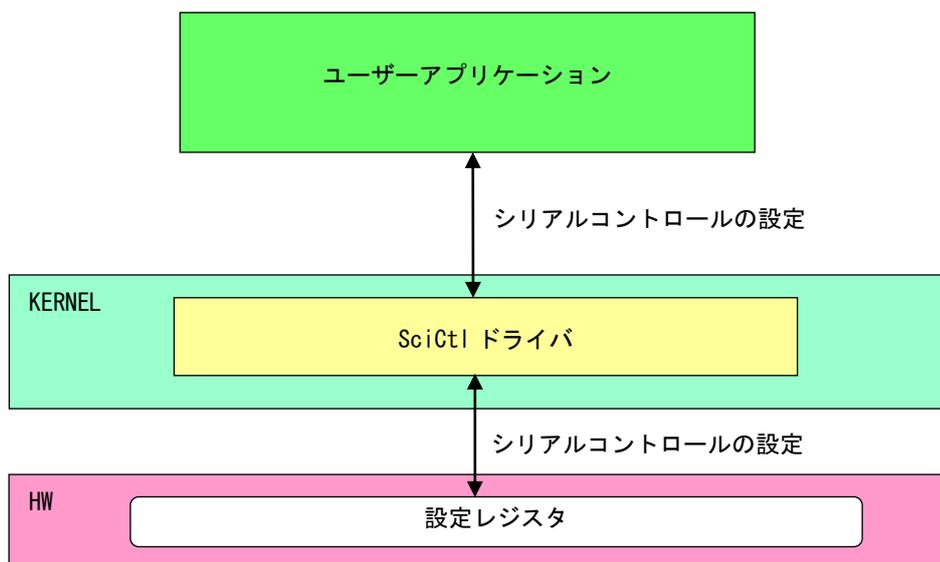 ユーザーアプリケーション
シリアルコントロールの設定
KERNEL
SciCtl ドライバ
シリアルコントロールの設定
HW
設定レジスタ